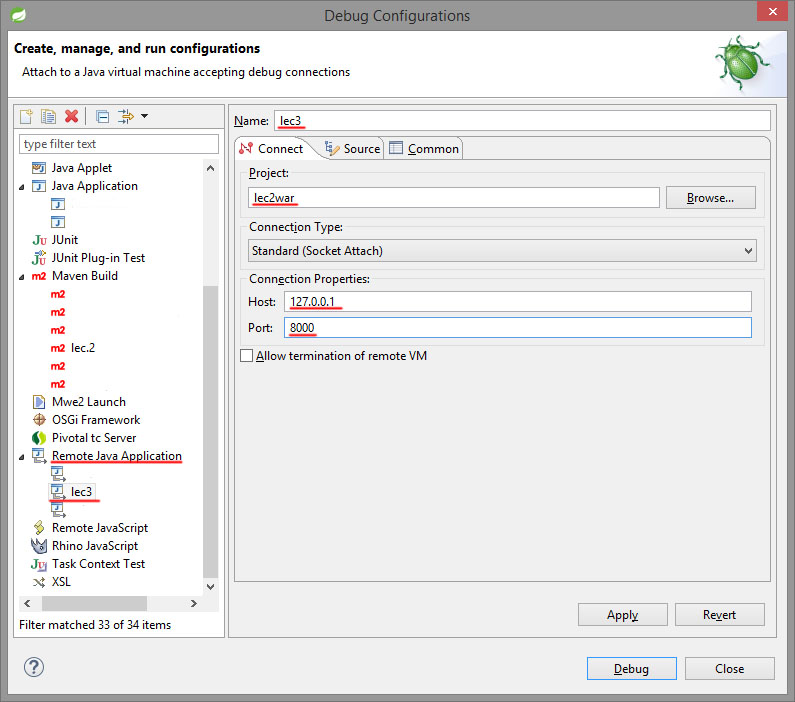 Debug Configurations
Create, manage, and run configurations
Attach to a Java virtual machine accepting debug connections
type filter text
Java Applet
Java Application
JUnit
JUnit Plug-in Test
Maven Build
m2
m2
m2
m2 lec.2
m2
m2
Mwe2 Launch
OSGi Framework
Pivotal tc Server
Remote Java Application
lec3
Remote JavaScript
Rhino JavaScript
Task Context Test
XSL
Filter matched 33 of 34 items
Name: lec3
Connect Source Common
Project:
lec2war Browse...
Connection Type:
Standard (Socket Attach)
Connection Properties:
Host: 127.0.0.1
Port: 8000
Allow termination of remote VM
Apply Revert
Debug Close